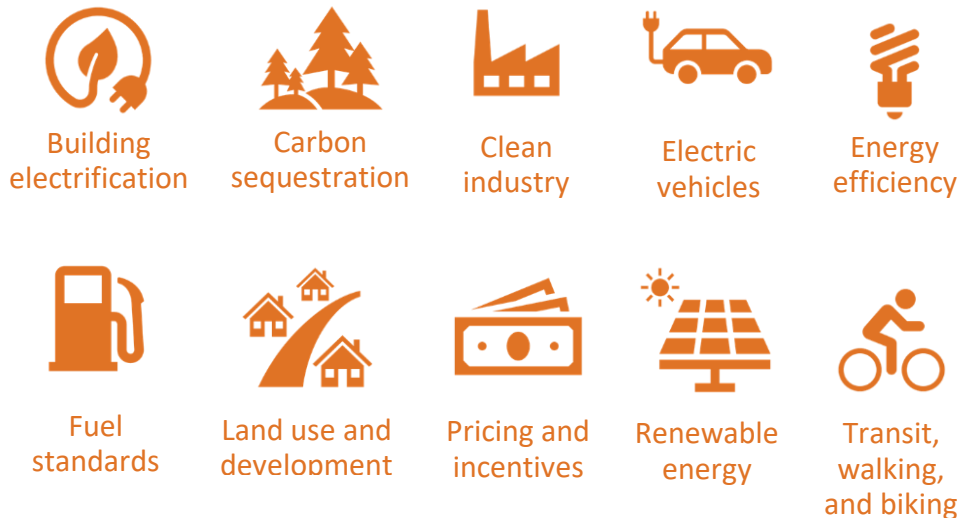 Building
electrification
Carbon
sequestration
Clean
industry
Electric
vehicles
Energy
efficiency
Fuel
standards
Land use and
development
Pricing and
incentives
Renewable
energy
Transit,
walking,
and biking